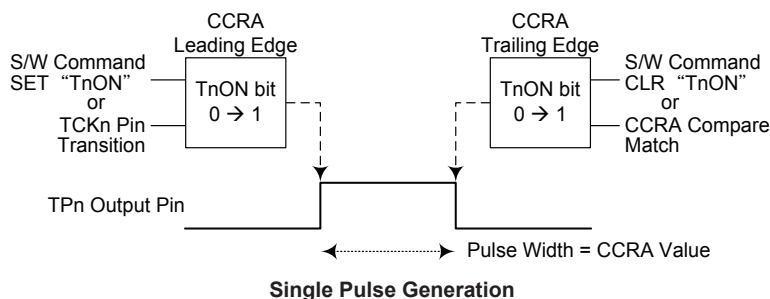 CCRA
Leading Edge
CCRA
Trailing Edge
S/W Command
SET “TnON”
or
TCKn Pin
Transition
TnON bit
0 → 1
TnON bit
0 → 1
S/W Command
CLR “TnON”
or
CCRA Compare
Match
TPn Output Pin
Pulse Width = CCRA Value
Single Pulse Generation